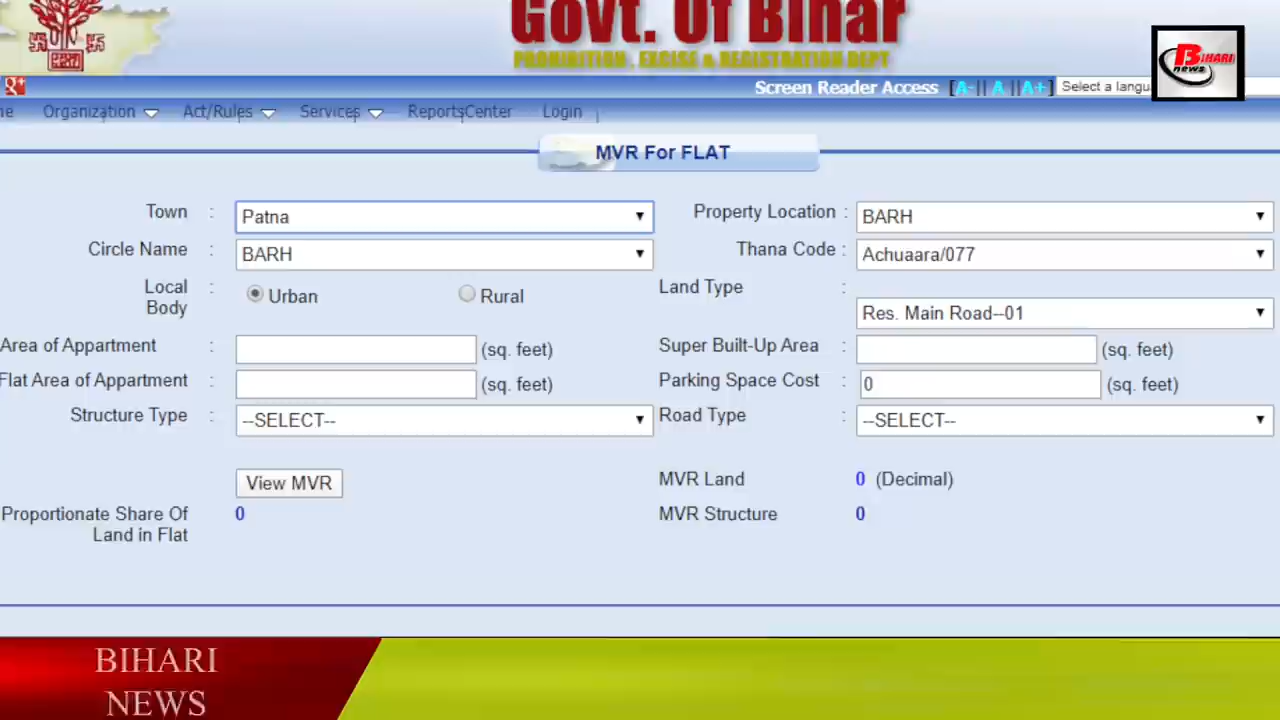 Govt. Of Bihar
PROHIBITION , EXCISE & REGISTRATION DEPT
BIHARI
news
g+
Screen Reader Access [A-|| A ||A+] Select a langu
ne Organization Act/Rules Services ReportsCenter Login
MVR For FLAT
Town : Patna Property Location : BARH
Circle Name : BARH Thana Code : Achuaara/077
Local Body : Urban Rural Land Type : Res. Main Road--01
Area of Appartment : (sq. feet) Super Built-Up Area : (sq. feet)
Flat Area of Appartment : (sq. feet) Parking Space Cost : 0 (sq. feet)
Structure Type : --SELECT-- Road Type : --SELECT--
View MVR MVR Land 0 (Decimal)
Proportionate Share Of Land in Flat 0 MVR Structure 0
BIHARI
NEWS